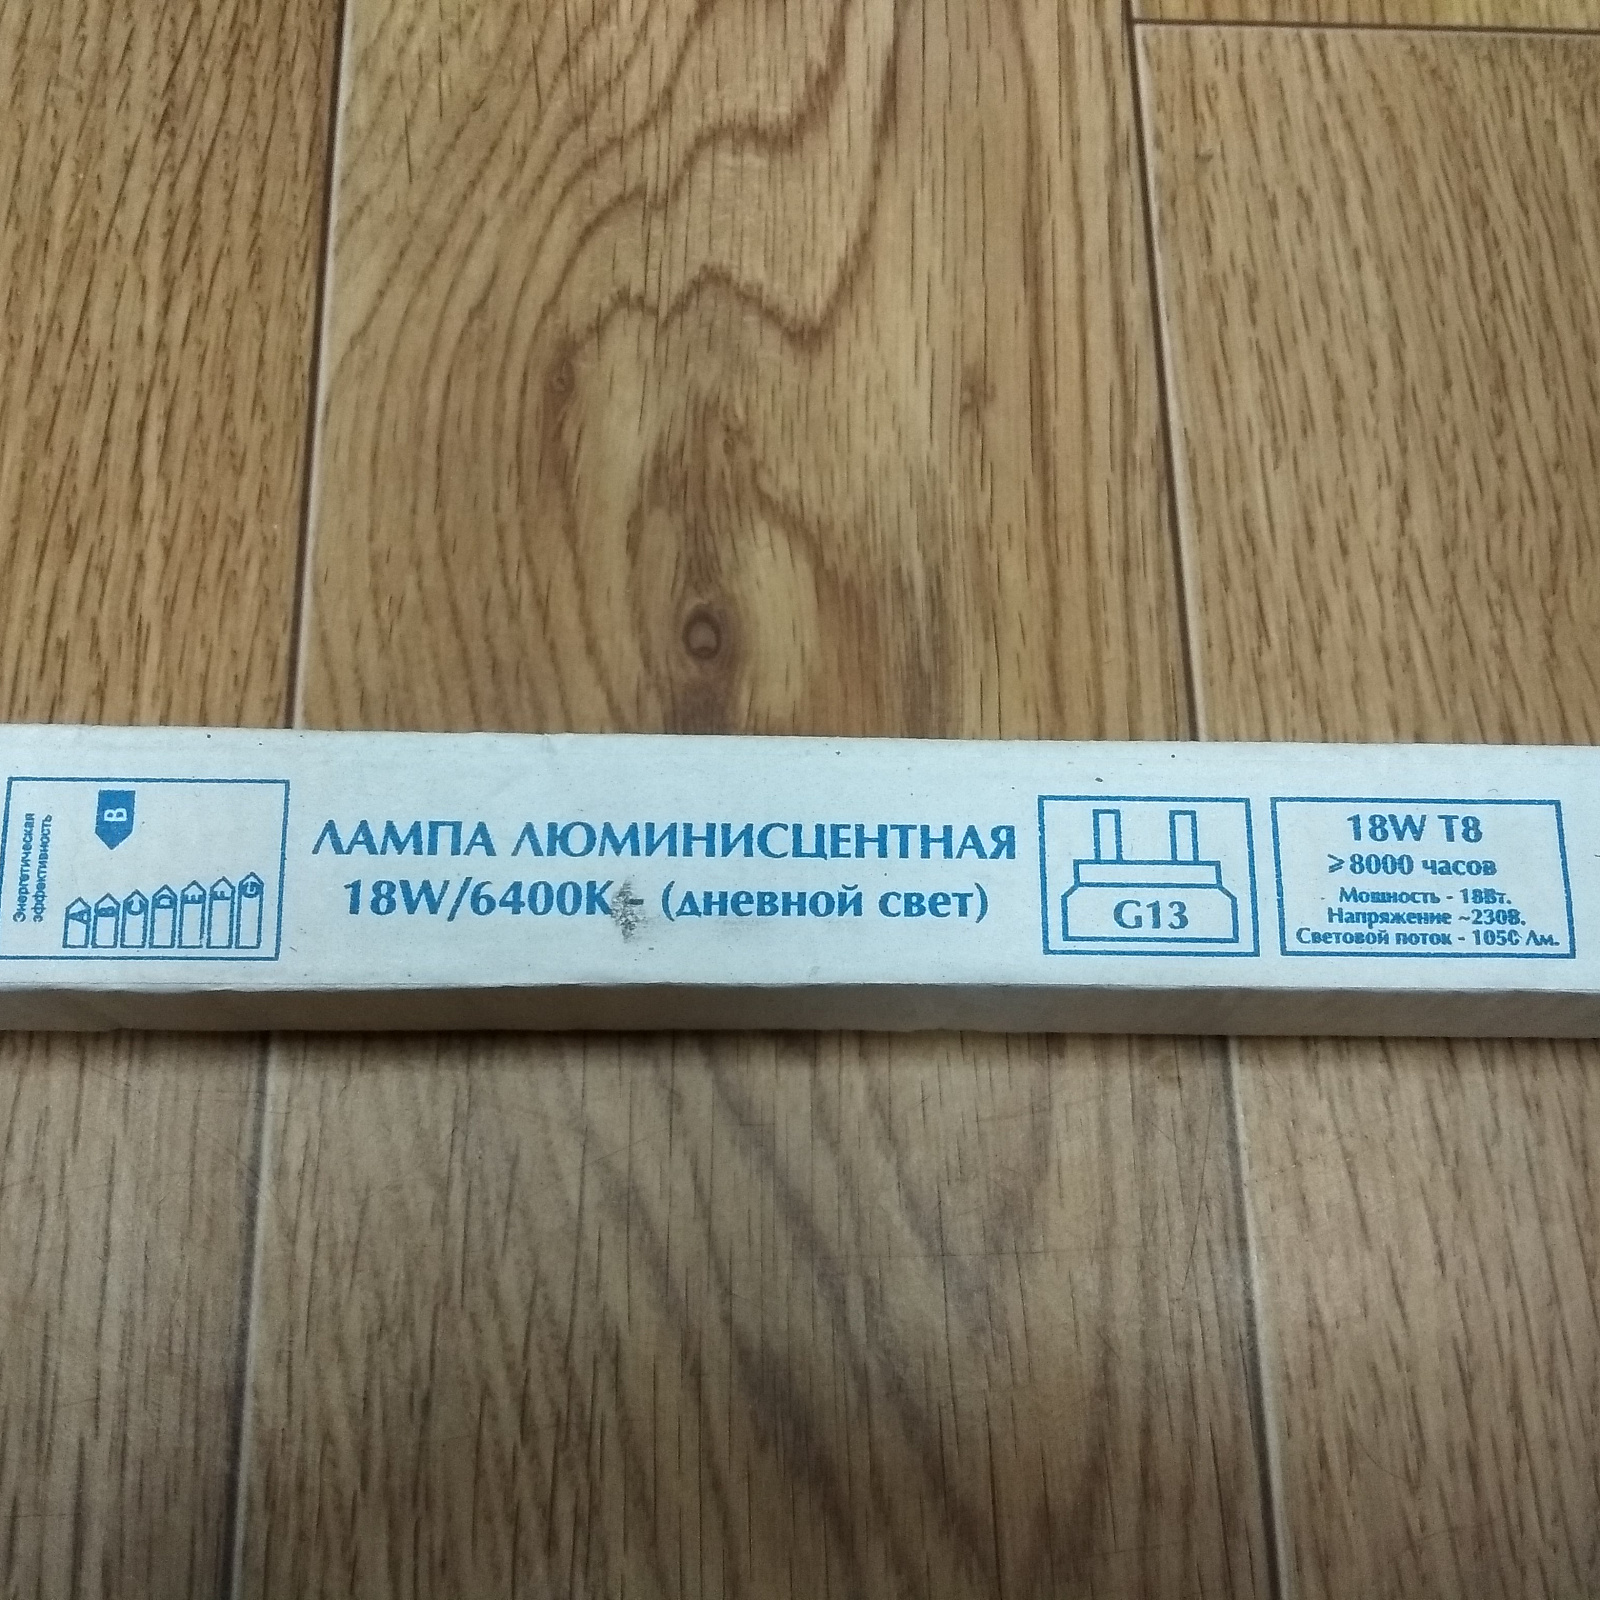 Энергетическая
эффективность
B
A B C D E F G
ЛАМПА ЛЮМИНИСЦЕНТНАЯ
18W/6400K - (дневной свет)
G13
18W T8
≥8000 часов
Мощность - 18Вт.
Напряжение ~230В.
Световой поток - 1050 Лм.